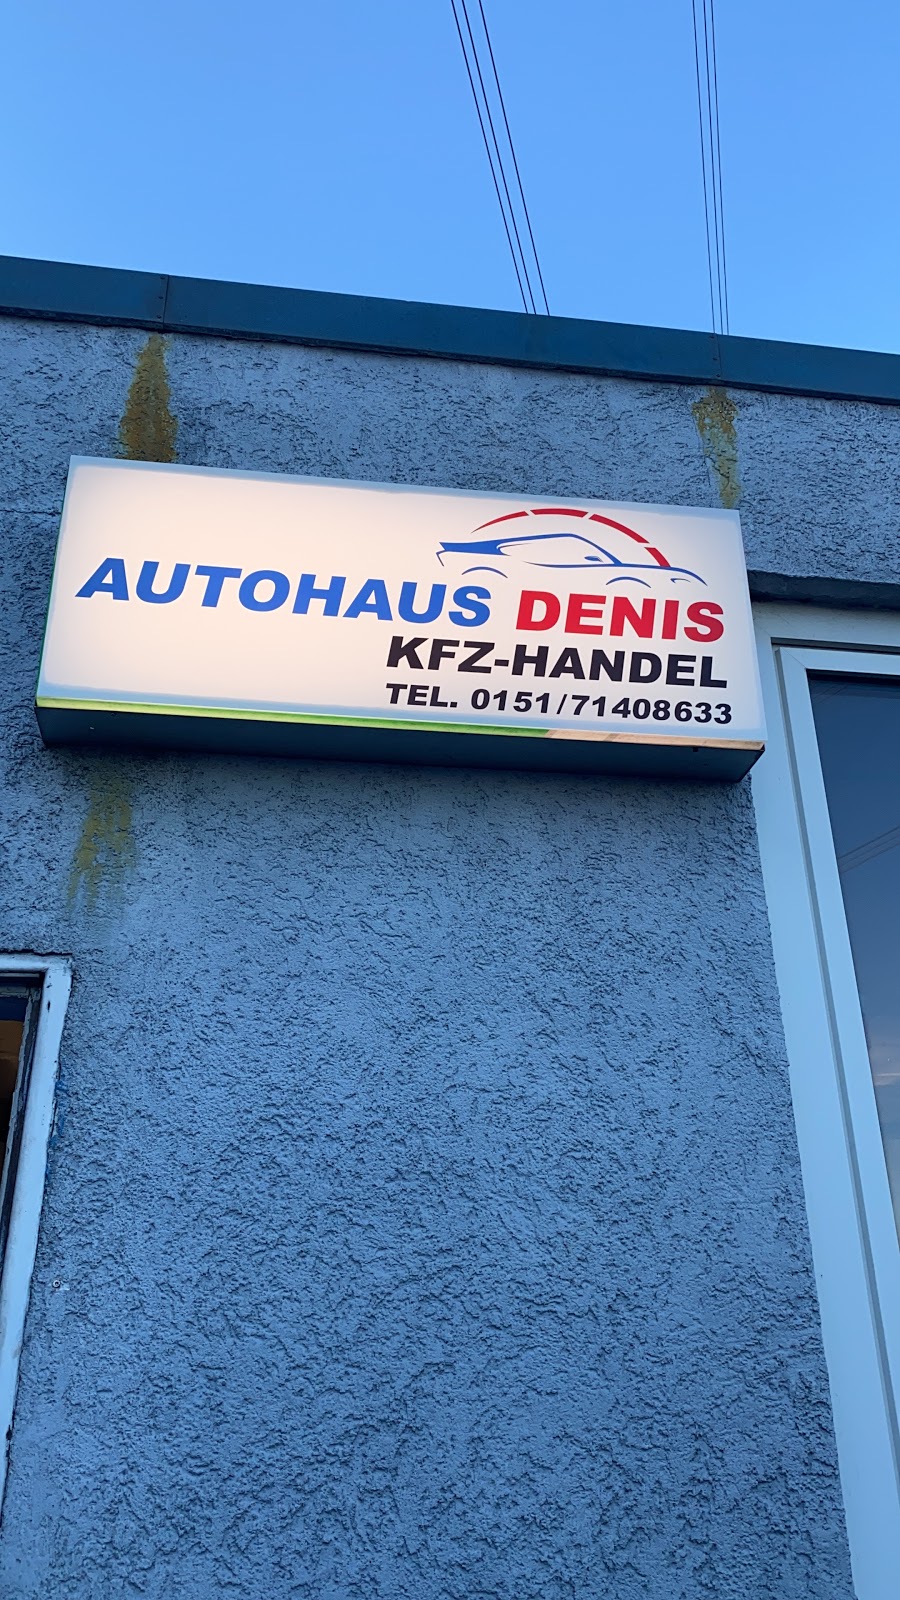 AUTOHAUS DENIS
KFZ-HANDEL
TEL. 0151/71408633